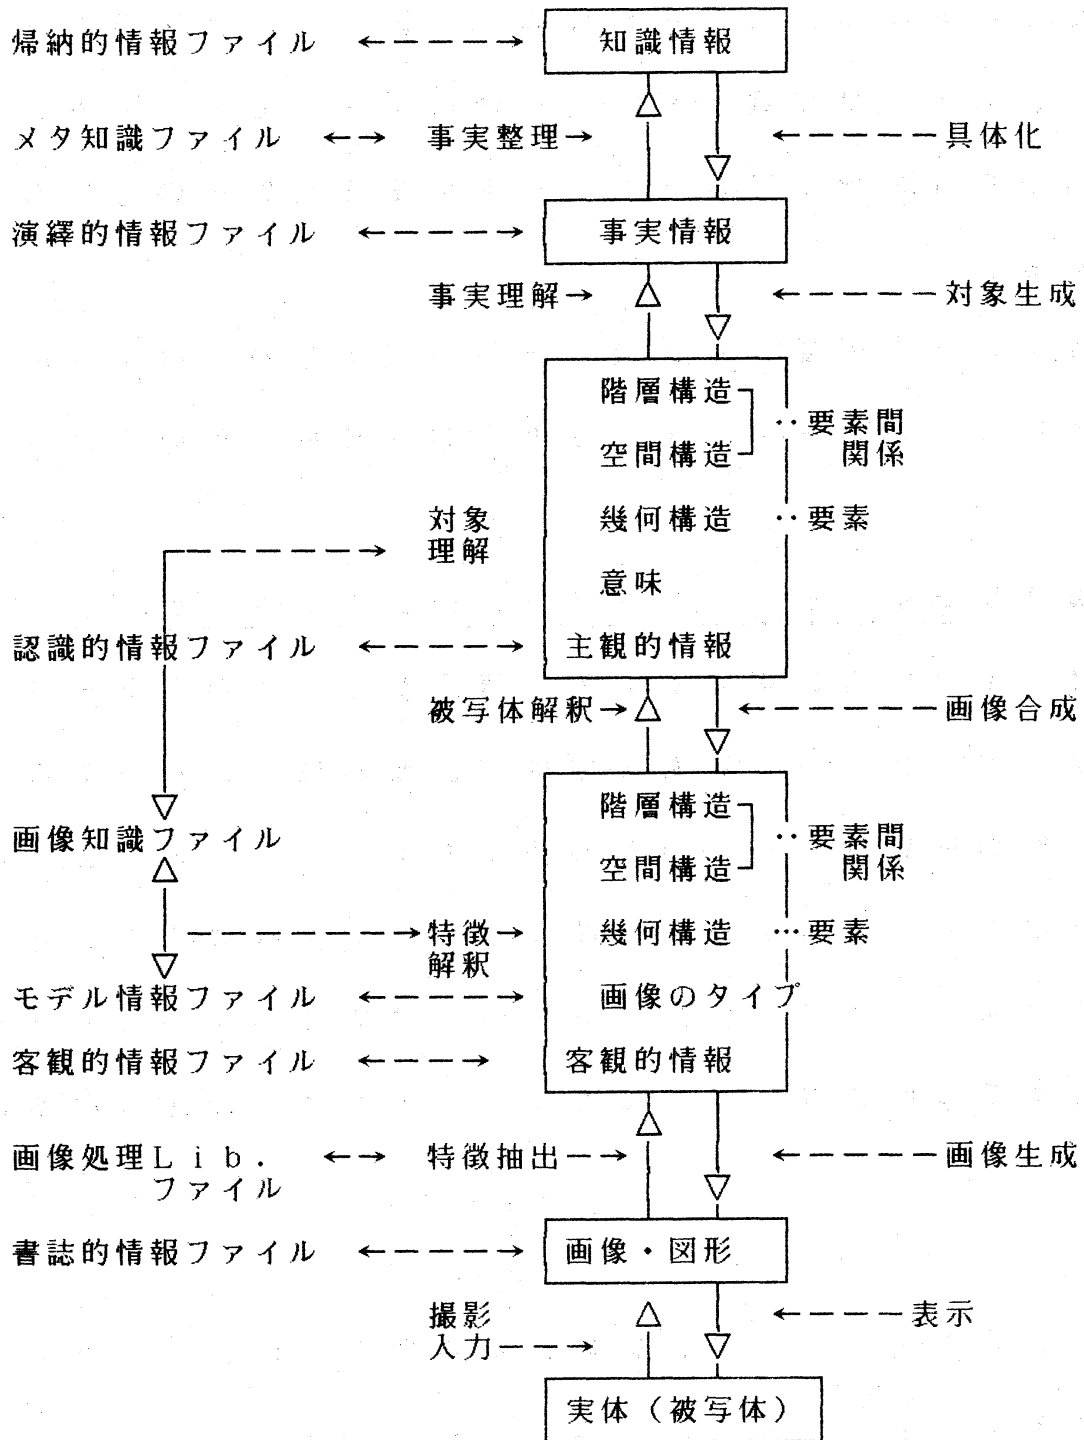 帰納的情報ファイル 知識情報
メタ知識ファイル 事実整理 具体化
演繹的情報ファイル 事実情報
事実理解 対象生成
階層構造
要素間
関係
空間構造
対象
理解
幾何構造 要素
意味
認識的情報ファイル 主観的情報
被写体解釈 画像合成
階層構造
要素間
関係
画像知識ファイル 空間構造
特徴
解釈
幾何構造 要素
モデル情報ファイル 画像のタイプ
客観的情報ファイル 客観的情報
画像処理Lib. 特徴抽出 画像生成
ファイル
書誌的情報ファイル 画像・図形
撮影
入力
表示
実体(被写体)